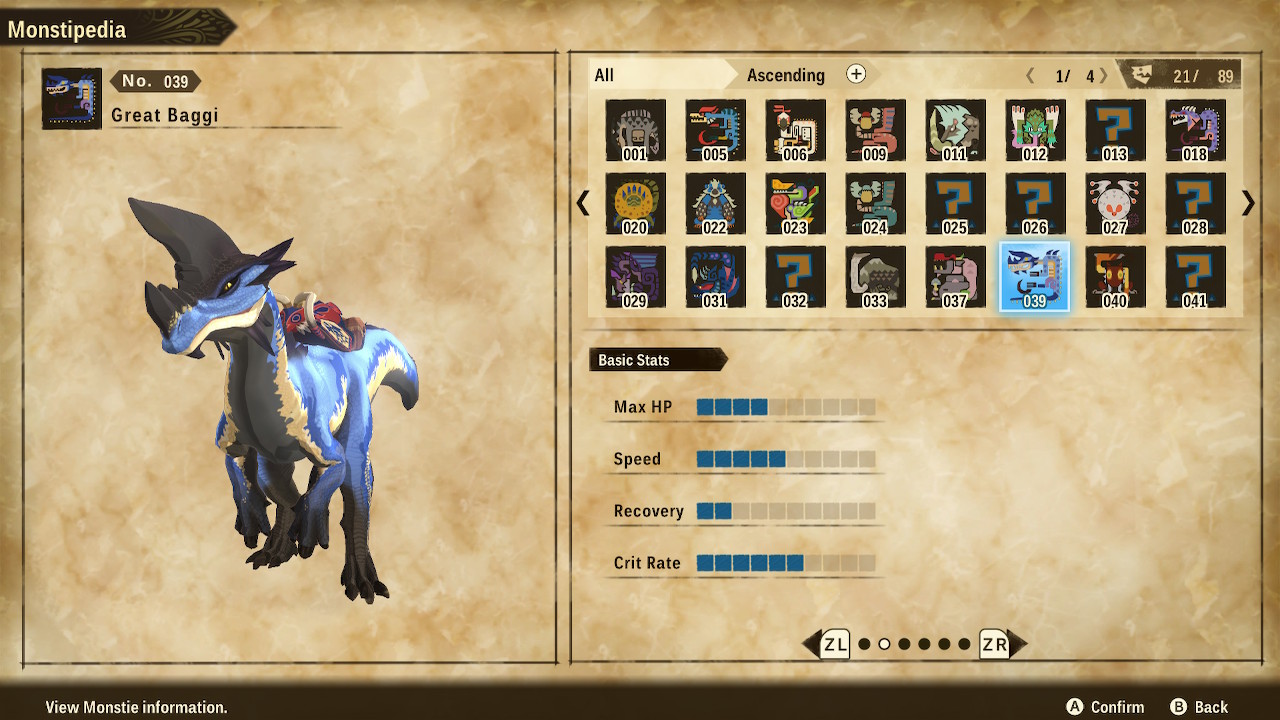 Monstipedia
No. 039
Great Baggi
All
Ascending
1/ 4
21/ 89
001 005 006 009 011 012 013 018
020 022 023 024 025 026 027 028
029 031 032 033 037 039 040 041
Basic Stats
Max HP
Speed
Recovery
Crit Rate
ZL ZR
View Monstie information.
A Confirm B Back